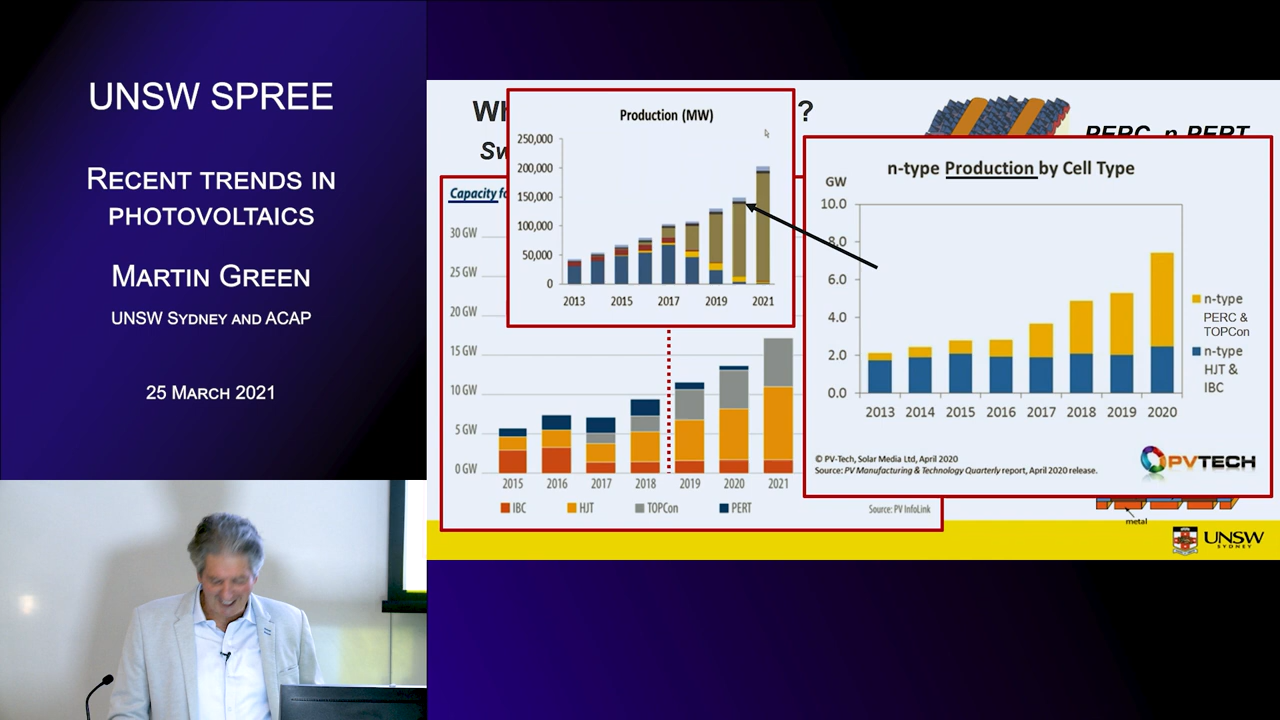 UNSW SPREE
RECENT TRENDS IN
PHOTOVOLTAICS
MARTIN GREEN
UNSW SYDNEY AND ACAP
25 MARCH 2021
?
PERC, n-PERT
Capacity
30 GW
25 GW
20 GW
15 GW
10 GW
5 GW
0 GW
2015 2016 2017 2018 2019 2020 2021
IBC HJT TOPCon PERT
Source: PV InfoLink
Production (MW)
250,000
200,000
150,000
100,000
50,000
0
2013 2015 2017 2019 2021
n-type Production by Cell Type
GW
10.0
8.0
6.0
4.0
2.0
0.0
2013 2014 2015 2016 2017 2018 2019 2020
n-type
PERC &
TOPCon
n-type
HJT &
IBC
© PV-Tech, Solar Media Ltd, April 2020
Source: PV Manufacturing & Technology Quarterly report, April 2020 release.
PVTECH
metal
UNSW
SYDNEY